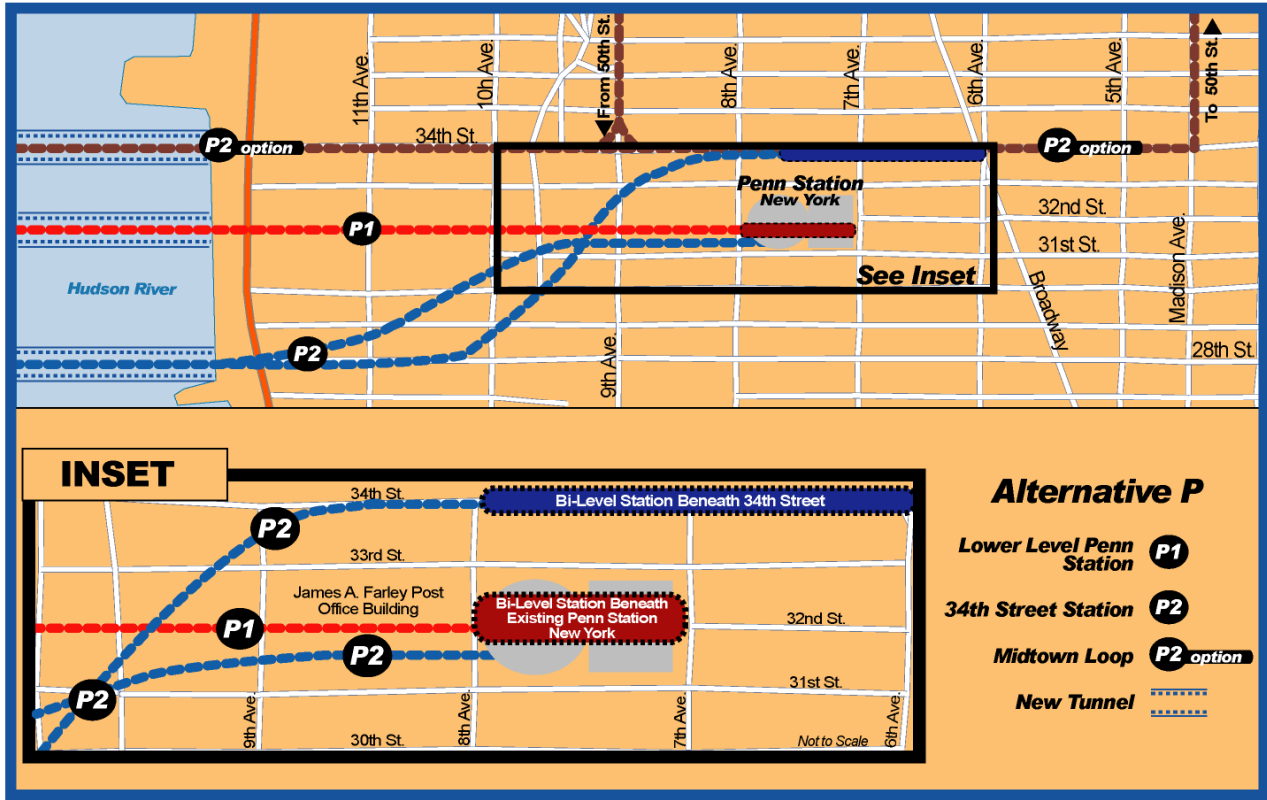 11th Ave.
10h Ave.
From 50th St.
8th Ave.
7th Ave.
6th Ave.
5th Ave.
To 50th St.
34th St.
P2 option
P2 option
Penn Station
New York
P1
32nd St.
31st St.
See Inset
Hudson River
Madison Ave.
Broadway
P2
9th Ave.
28th St.
INSET
34th St.
Bi-Level Station Beneath 34th Street
P2
33rd St.
James A. Farley Post
Office Building
Bi-Level Station Beneath
Existing Penn Station
New York
P1
32nd St.
P2
31st St.
P2
9th Ave.
8th Ave.
7th Ave.
6th Ave.
30th St.
Not to Scale
Alternative P
Lower Level Penn
Station
P1
34th Street Station
P2
Midtown Loop
P2 option
New Tunnel